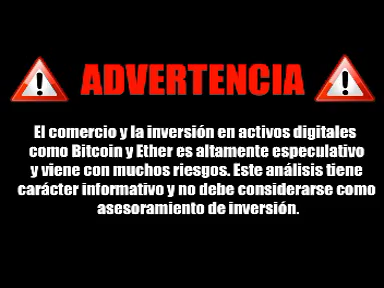 ADVERTENCIA
El comercio y la inversión en activos digitales
como Bitcoin y Ether es altamente especulativo
y viene con muchos riesgos. Este análisis tiene
carácter informativo y no debe considerarse como
asesoramiento de inversión.